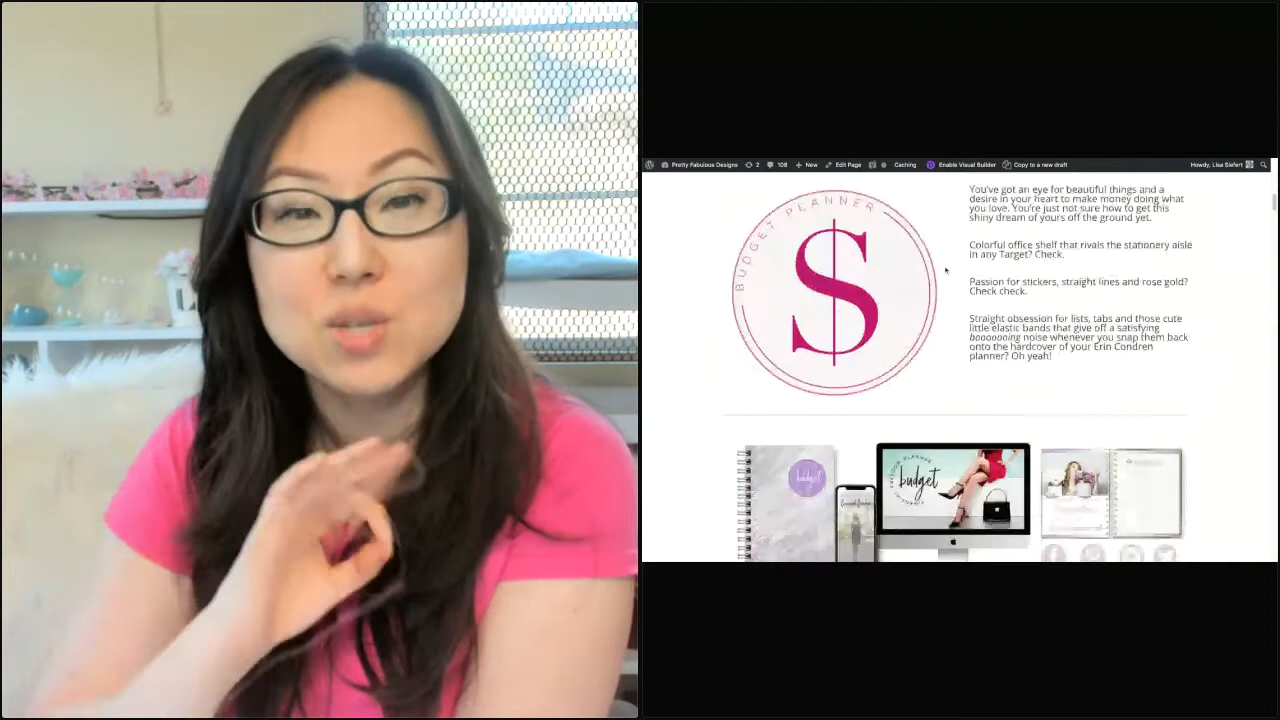 Pretty Fabulous Designs 2 108 New Edit Page Caching Enable Visual Builder Copy to a new draft Howdy, Lisa Siefert
BUDGET PLANNER
$
You've got an eye for beautiful things and a
desire in your heart to make money doing what
you love. You're just not sure how to get this
shiny dream of yours off the ground yet.
Colorful office shelf that rivals the stationery aisle
in any Target? Check.
Passion for stickers, straight lines and rose gold?
Check check.
Straight obsession for lists, tabs and those cute
little elastic bands that give off a satisfying
boooooing noise whenever you snap them back
onto the hardcover of your Erin Condren
planner? Oh yeah!
budget
budget